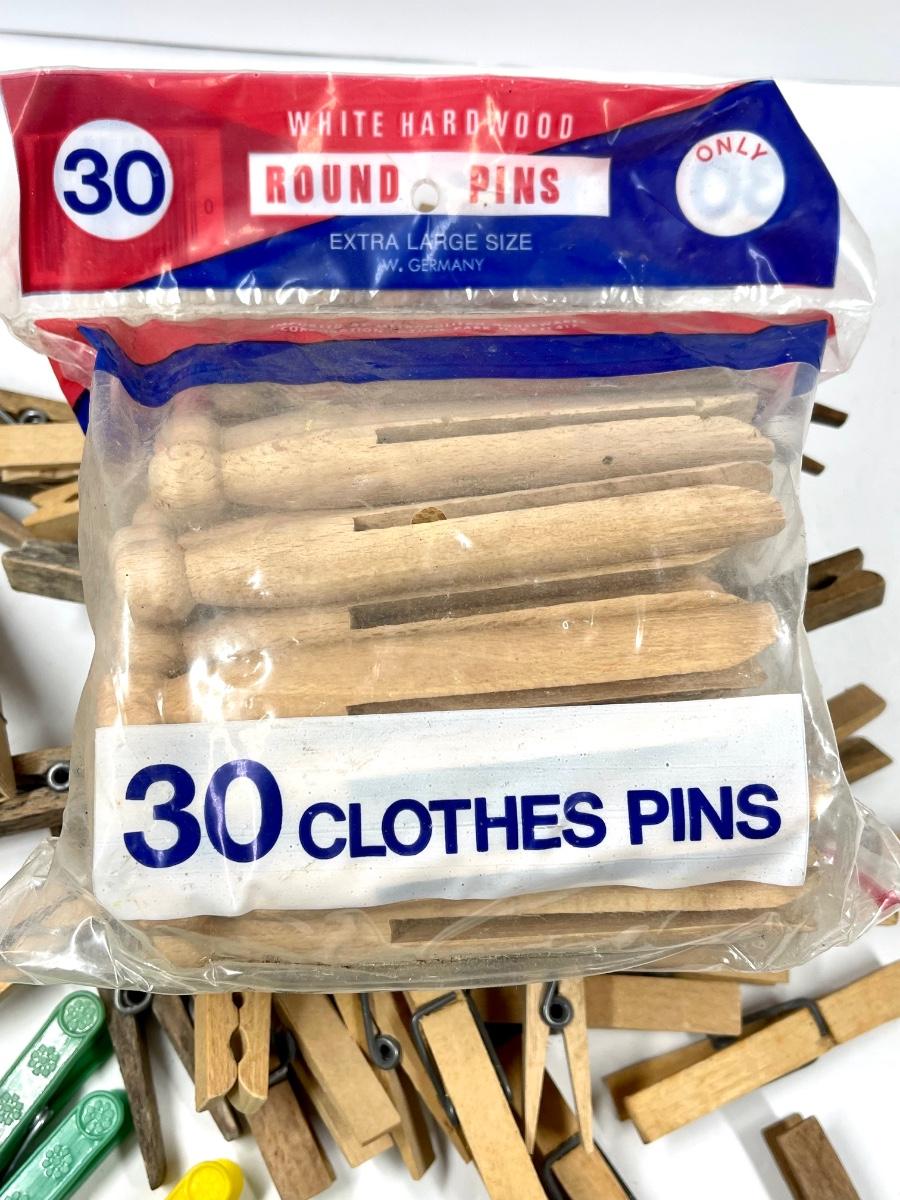 30
WHITE HARDWOOD
ROUND PINS
EXTRA LARGE SIZE
W. GERMANY
ONLY
30 CLOTHES PINS